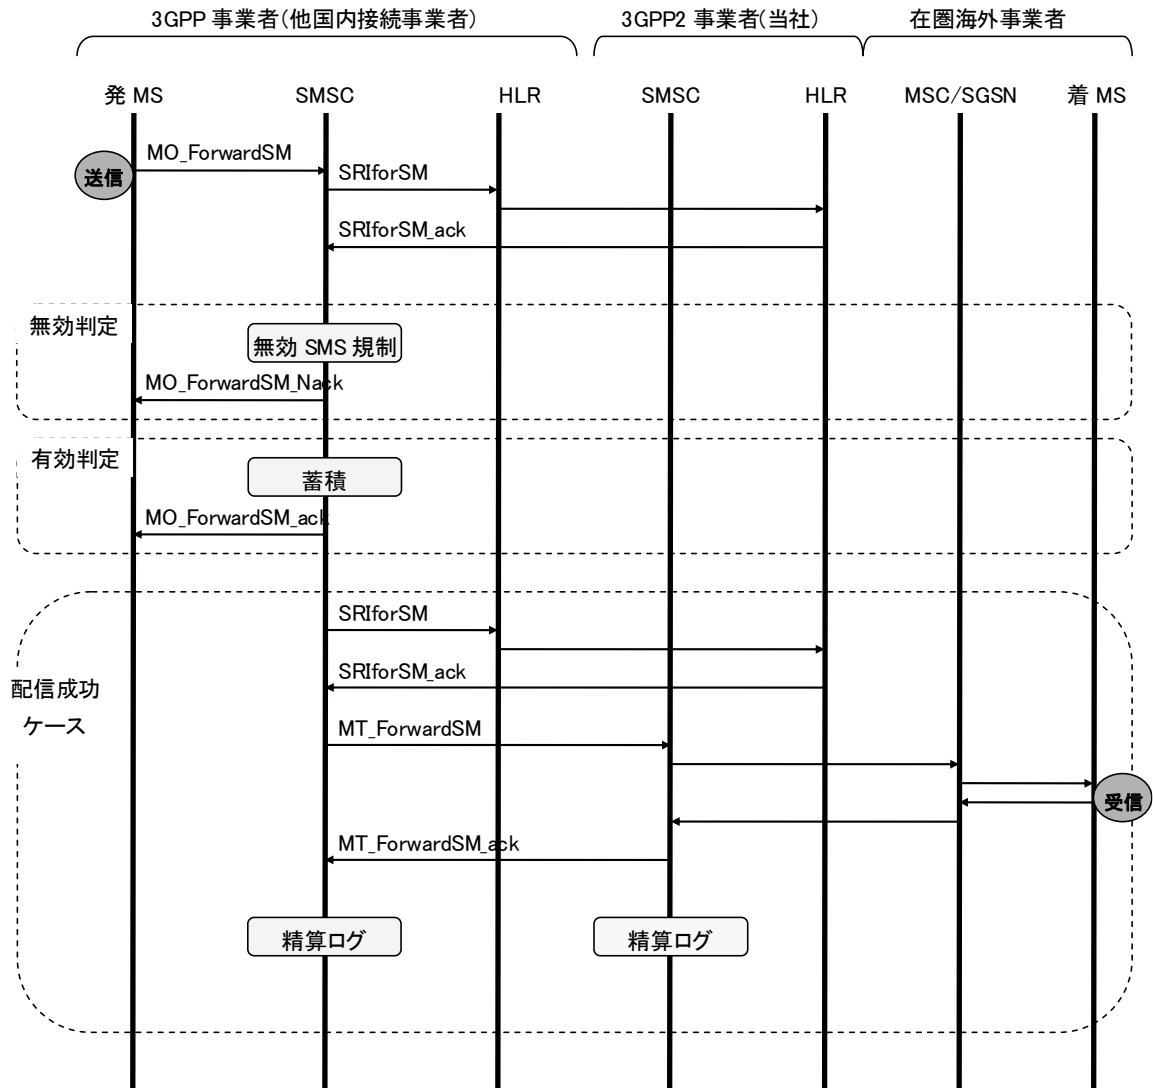 3GPP 事業者(他国内接続事業者)
3GPP2 事業者(当社)
在圏海外事業者
発 MS
SMSC
HLR
SMSC
HLR
MSC/SGSN
着 MS
MO_ForwardSM
送信
SRIforSM
SRIforSM_ack
無効判定
無効 SMS 規制
MO_ForwardSM_Nack
有効判定
蓄積
MO_ForwardSM_ack
SRIforSM
SRIforSM_ack
配信成功
ケース
MT_ForwardSM
受信
MT_ForwardSM_ack
精算ログ
精算ログ